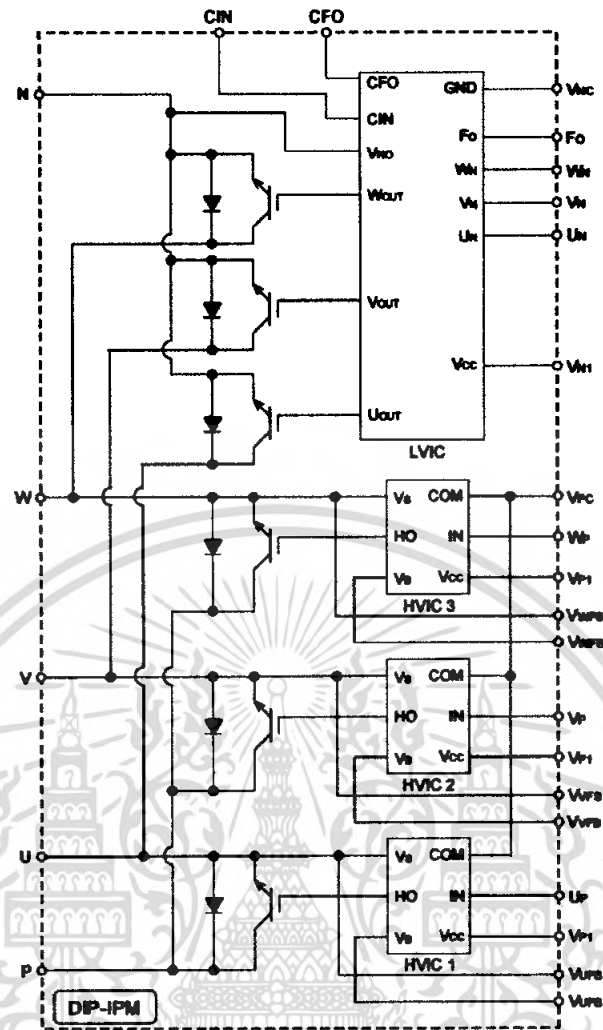 CIN CFO
N
CFO GND VNC
CIN
FO FO
VNO WN WN
WOUT VN VN
UN UN
VOUT
VCC VN1
UOUT
LVIC
W VS COM VPC
HO IN WP
VB VCC VP1
HVIC 3
VWFS
VWFB
V VS COM
HO IN VP
VB VCC VP1
HVIC 2
VVFS
VVFB
U VS COM
HO IN UP
VB VCC VP1
HVIC 1
P
VUFS
DIP-IPM
VUFB